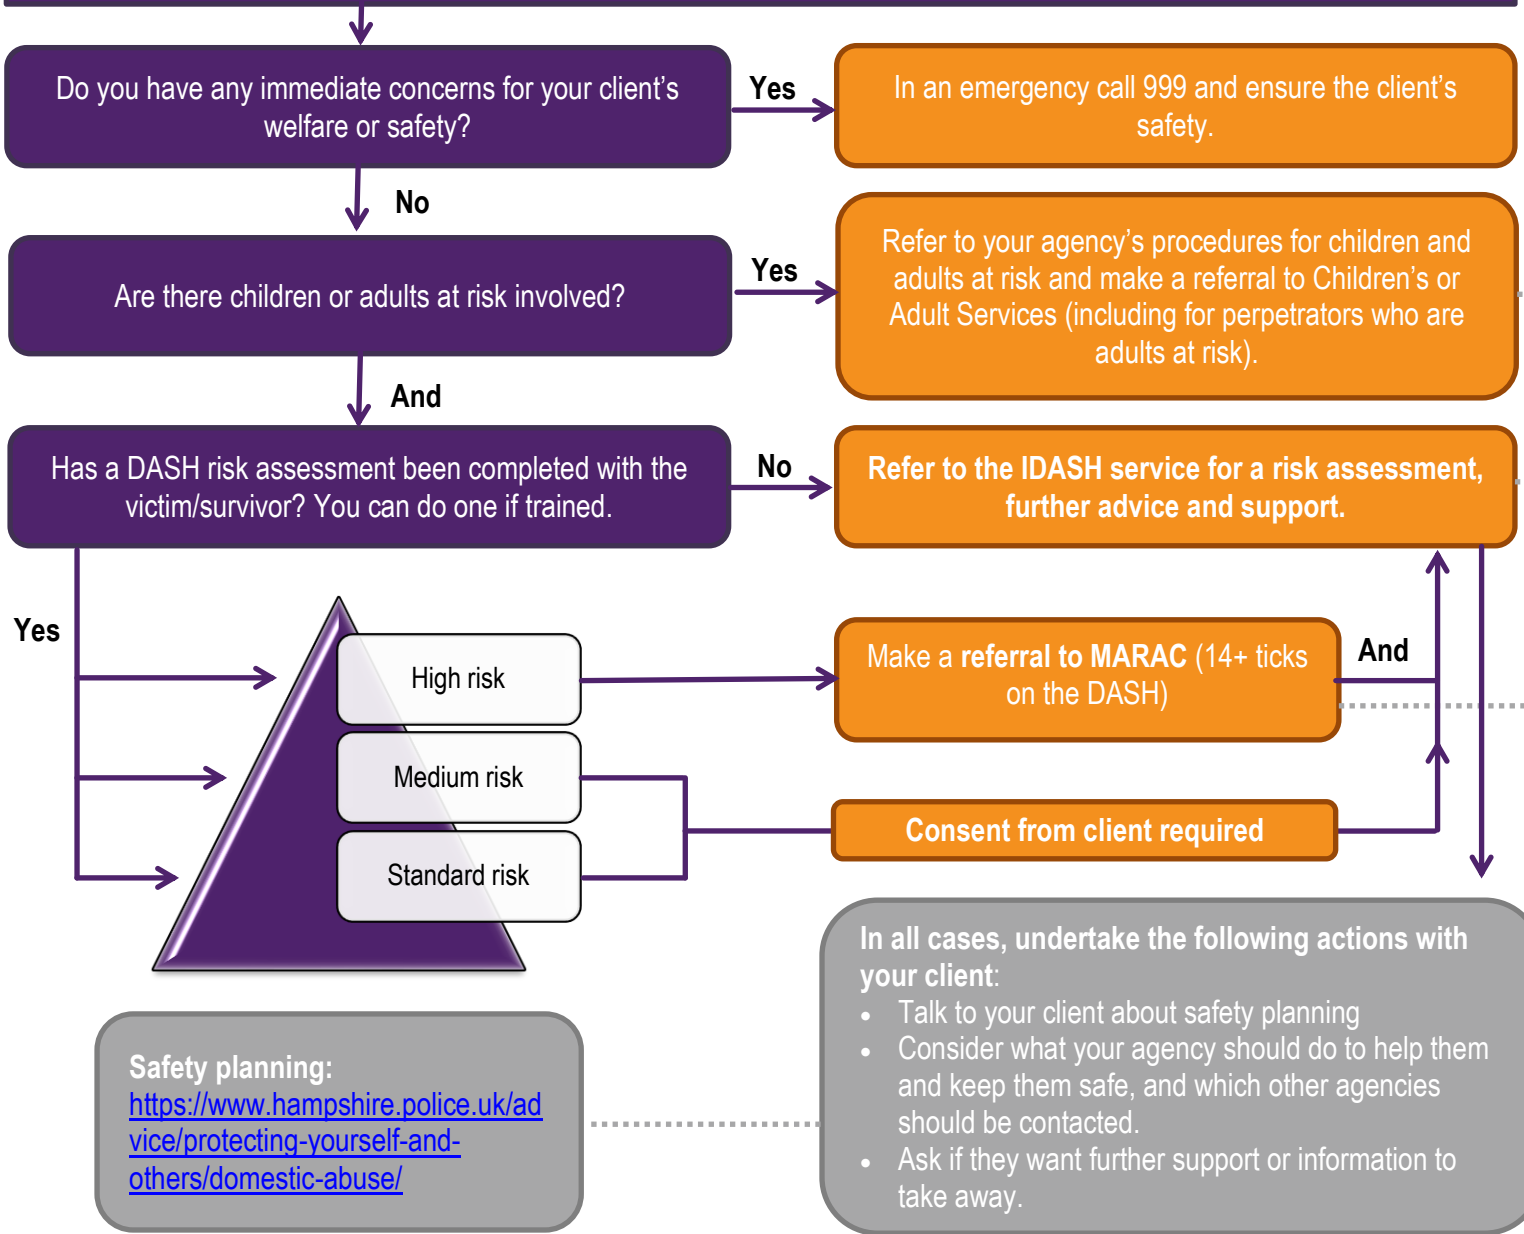 Do you have any immediate concerns for your client's
welfare or safety?
Yes
In an emergency call 999 and ensure the client's
safety.
No
Are there children or adults at risk involved?
Yes
Refer to your agency's procedures for children and
adults at risk and make a referral to Children's or
Adult Services (including for perpetrators who are
adults at risk).
And
Has a DASH risk assessment been completed with the
victim/survivor? You can do one if trained.
No
Refer to the IDASH service for a risk assessment,
further advice and support.
Yes
High risk
Make a referral to MARAC (14+ ticks
on the DASH)
And
Medium risk
Consent from client required
Standard risk
In all cases, undertake the following actions with
your client:
• Talk to your client about safety planning
• Consider what your agency should do to help them
and keep them safe, and which other agencies
should be contacted.
• Ask if they want further support or information to
take away.
Safety planning:
https://www.hampshire.police.uk/ad
vice/protecting-yourself-and-
others/domestic-abuse/